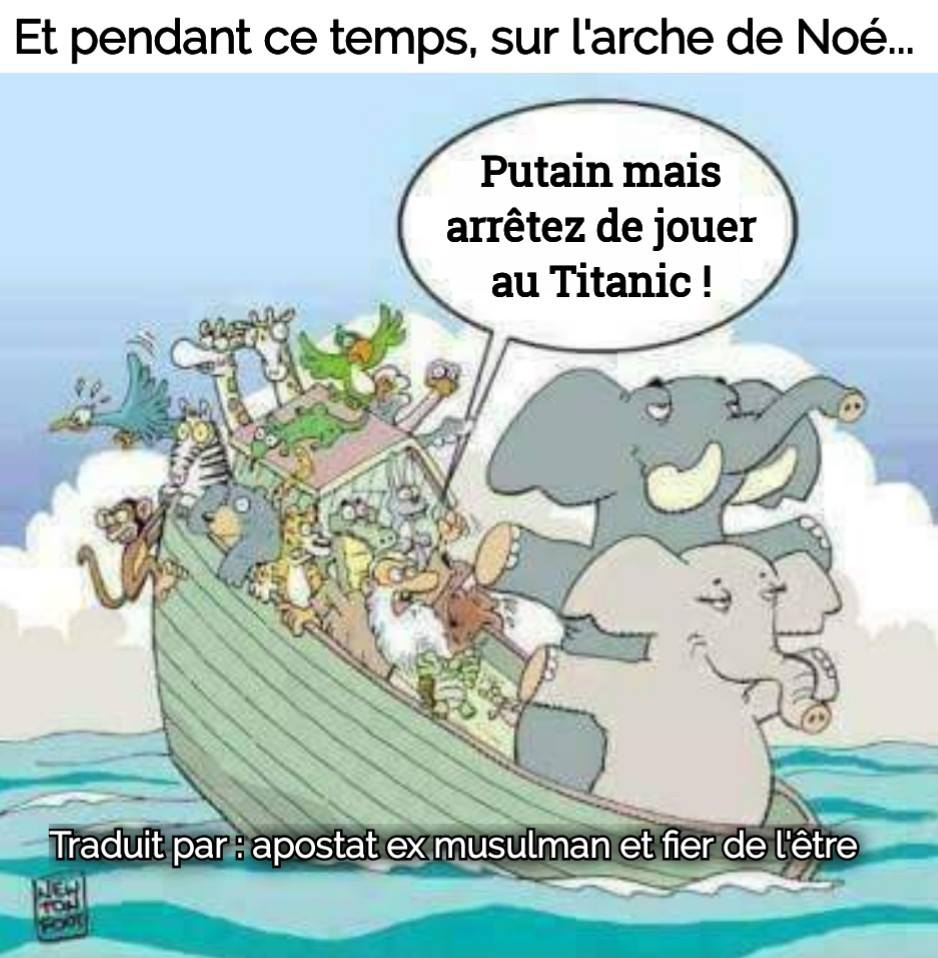 Et pendant ce temps, sur l'arche de Noé...
Putain mais
arrêtez de jouer
au Titanic !
Traduit par : apostat ex musulman et fier de l'être
NEW
TON
FOOT